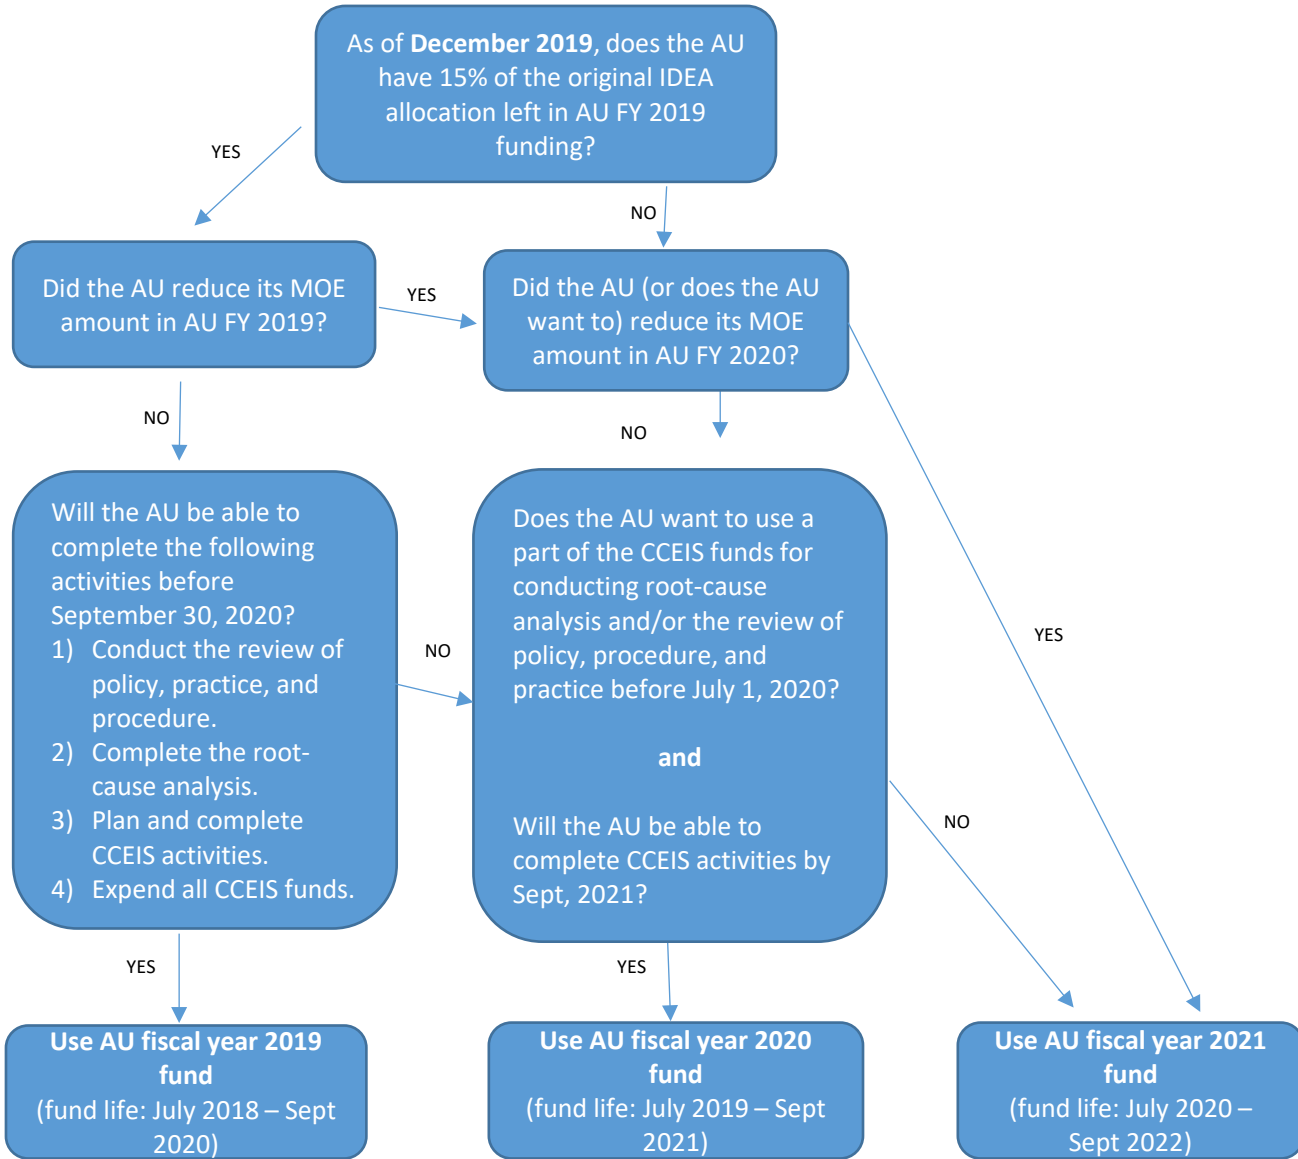 As of December 2019, does the AU
have 15% of the original IDEA
allocation left in AU FY 2019
funding?
YES
NO
Did the AU reduce its MOE
amount in AU FY 2019?
YES
Did the AU (or does the AU
want to) reduce its MOE
amount in AU FY 2020?
NO
NO
Will the AU be able to
complete the following
activities before
September 30, 2020?
1) Conduct the review of
policy, practice, and
procedure.
2) Complete the root-
cause analysis.
3) Plan and complete
CCEIS activities.
4) Expend all CCEIS funds.
NO
Does the AU want to use a
part of the CCEIS funds for
conducting root-cause
analysis and/or the review of
policy, procedure, and
practice before July 1, 2020?
and
Will the AU be able to
complete CCEIS activities by
Sept, 2021?
YES
NO
YES
YES
Use AU fiscal year 2019
fund
(fund life: July 2018 – Sept
2020)
Use AU fiscal year 2020
fund
(fund life: July 2019 – Sept
2021)
Use AU fiscal year 2021
fund
(fund life: July 2020 –
Sept 2022)